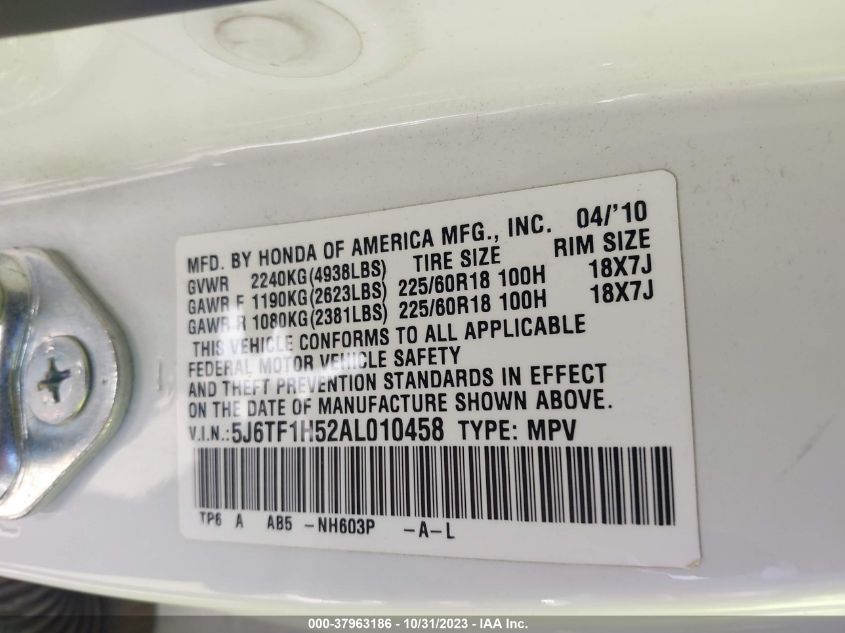 MFD. BY HONDA OF AMERICA MFG., INC. 04/'10
GVWR 2240KG(4938LBS) TIRE SIZE RIM SIZE
GAWR F 1190KG(2623LBS) 225/60R18 100H 18X7J
GAWR R 1080KG(2381LBS) 225/60R18 100H 18X7J
THIS VEHICLE CONFORMS TO ALL APPLICABLE
FEDERAL MOTOR VEHICLE SAFETY
AND THEFT PREVENTION STANDARDS IN EFFECT
ON THE DATE OF MANUFACTURE SHOWN ABOVE.
V.I.N.:5J6TF1H52AL010458 TYPE: MPV
TP6 A AB5 -NH603P -A-L
000-37963186 - 10/31/2023 - IAA Inc.